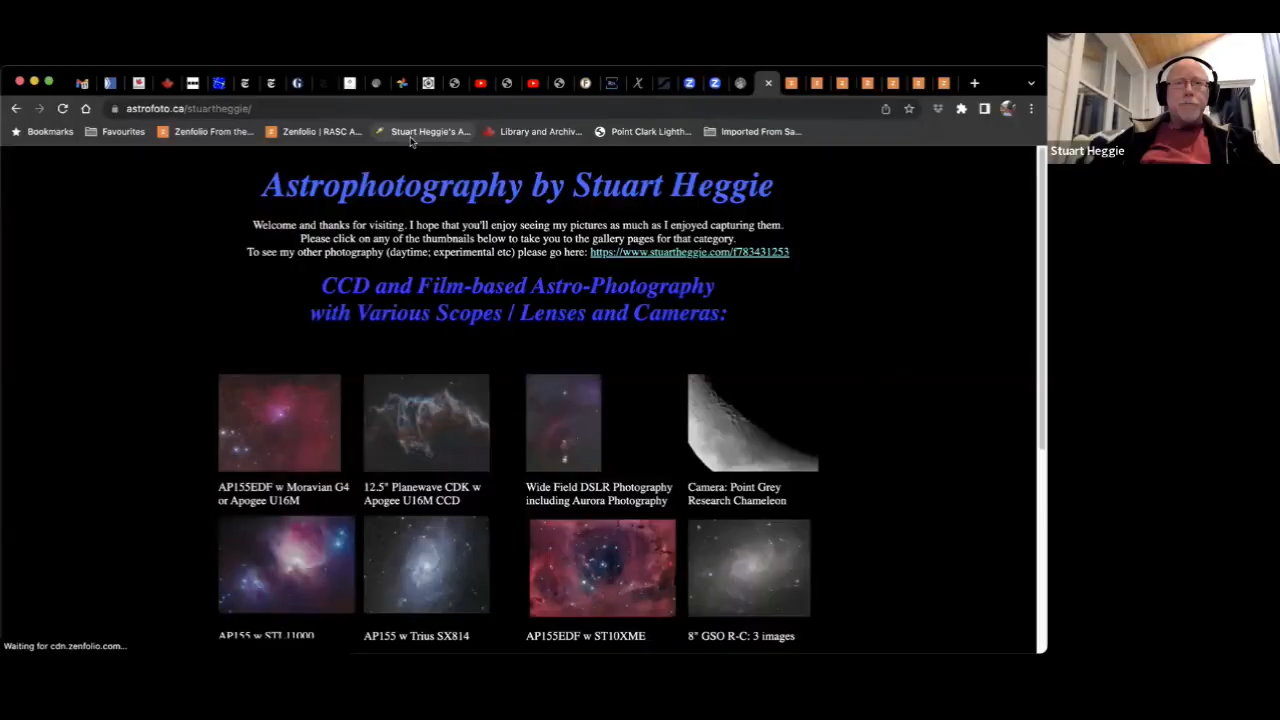 astrofoto.ca/stuartheggie/
Bookmarks Favourites Zenfolio From the... Zenfolio | RASC A... Stuart Heggie's A... Library and Archiv... Point Clark Lighth... Imported From Sa...
Stuart Heggie
Astrophotography by Stuart Heggie
Welcome and thanks for visiting. I hope that you'll enjoy seeing my pictures as much as I enjoyed capturing them.
Please click on any of the thumbnails below to take you to the gallery pages for that category.
To see my other photography (daytime; experimental etc) please go here: https://www.stuartheggie.com/f783431253
CCD and Film-based Astro-Photography
with Various Scopes / Lenses and Cameras:
AP155EDF w Moravian G4
or Apogee U16M
12.5" Planewave CDK w
Apogee U16M CCD
Wide Field DSLR Photography
including Aurora Photography
Camera: Point Grey
Research Chameleon
AP155 w STL11000
AP155 w Trius SX814
AP155EDF w ST10XME
8" GSO R-C: 3 images
Waiting for cdn.zenfolio.com...